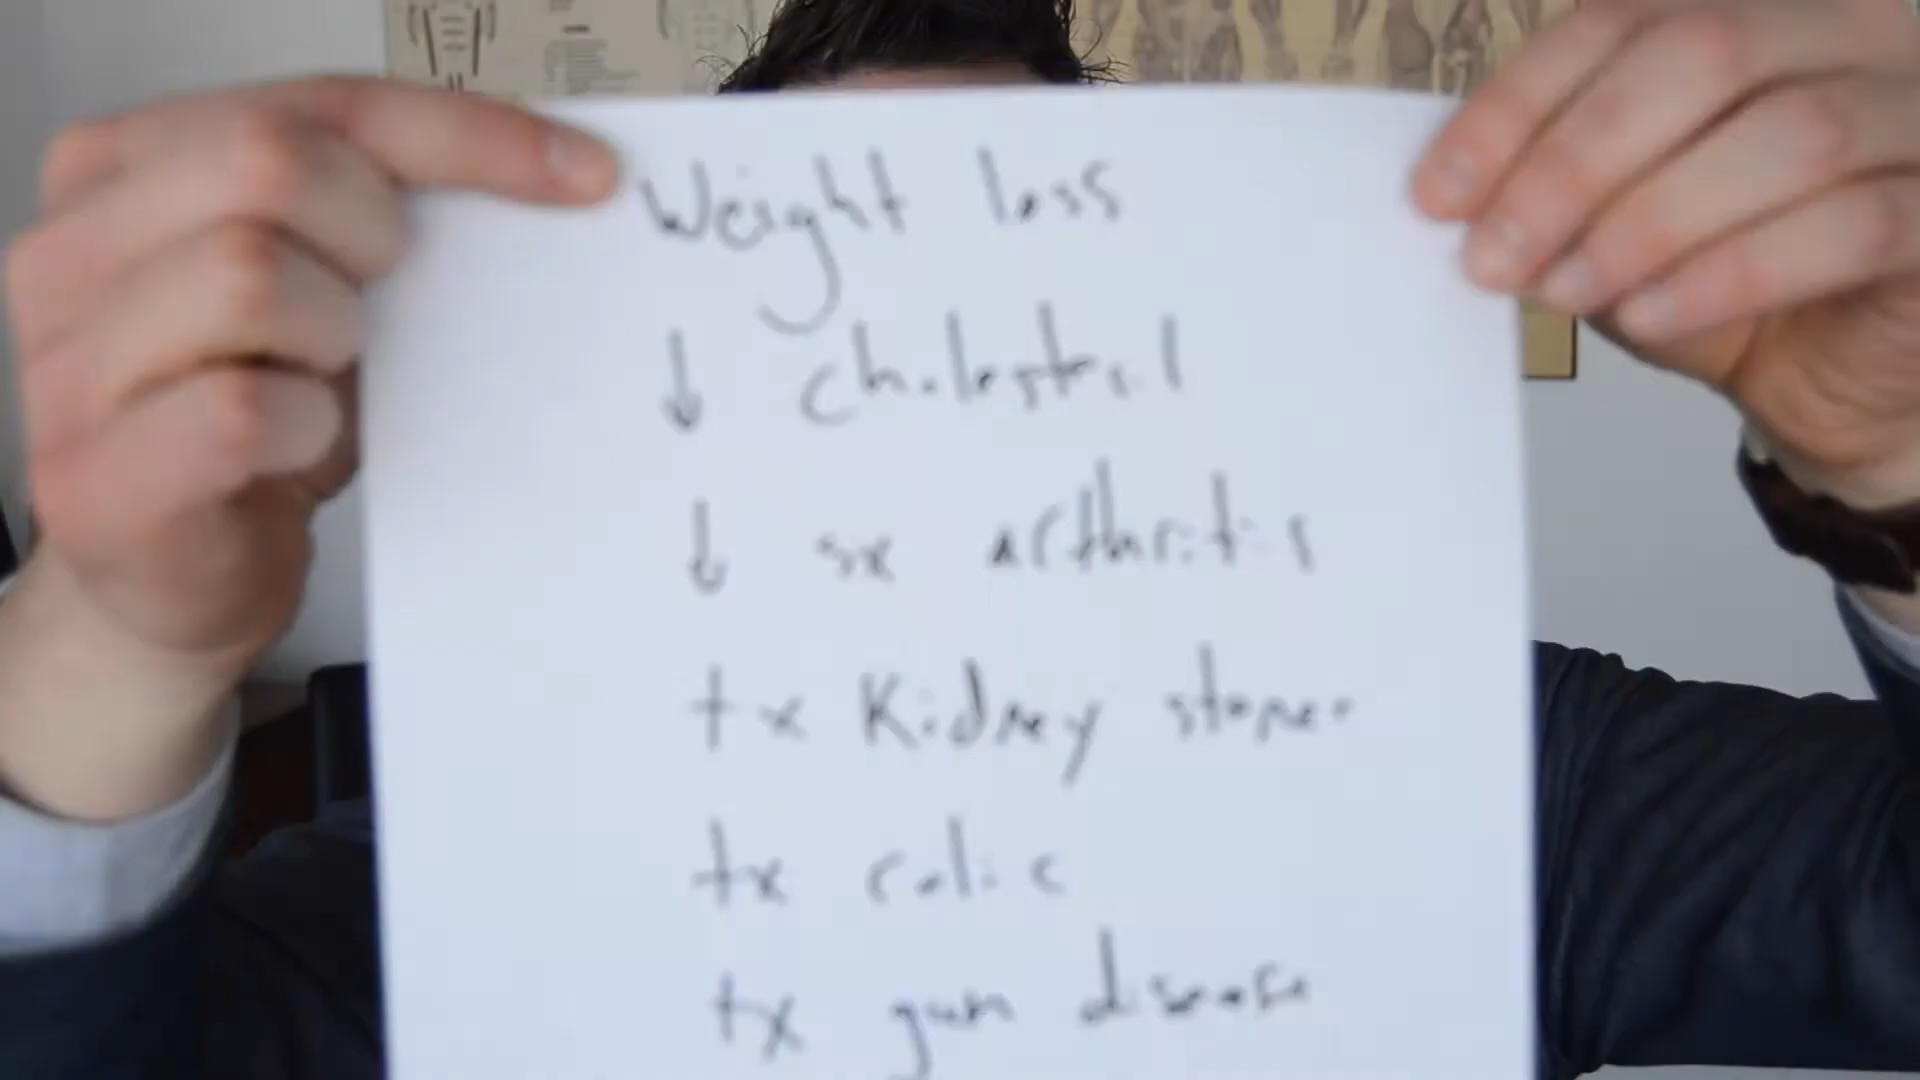 Weight loss
↓ cholestrol
↓ sx arthritis
tx Kidney stones
tx colic
tx gum disease